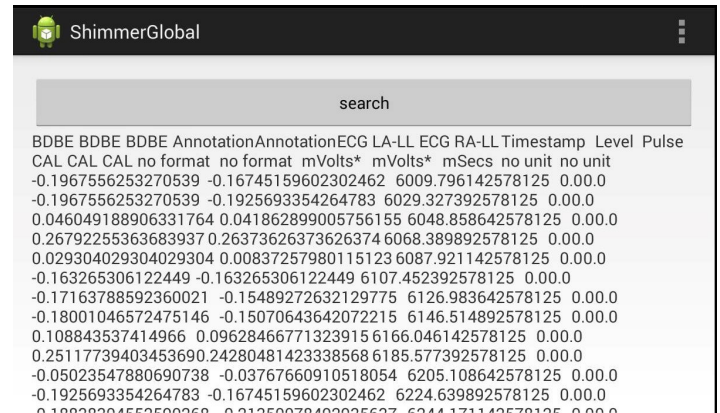 ShimmerGlobal
search
BDBE BDBE BDBE AnnotationAnnotationECG LA-LL ECG RA-LL Timestamp Level Pulse
CAL CAL CAL no format no format mVolts* mVolts* mSecs no unit no unit
-0.1967556253270539 -0.16745159602302462 6009.796142578125 0.00.0
-0.1967556253270539 -0.1925693354264783 6029.327392578125 0.00.0
0.046049188906331764 0.041862899005756155 6048.858642578125 0.00.0
0.26792255363683937 0.26373626373626374 6068.389892578125 0.00.0
0.029304029304029304 0.008372579801151236087.921142578125 0.00.0
-0.163265306122449 -0.163265306122449 6107.452392578125 0.00.0
-0.17163788592360021 -0.15489272632129775 6126.983642578125 0.00.0
-0.18001046572475146 -0.15070643642072215 6146.514892578125 0.00.0
0.108843537414966 0.09628466771323915 6166.046142578125 0.00.0
0.25117739403453690.24280481423338568 6185.577392578125 0.00.0
-0.05023547880690738 -0.03767660910518054 6205.108642578125 0.00.0
-0.1925693354264783 -0.16745159602302462 6224.639892578125 0.00.0